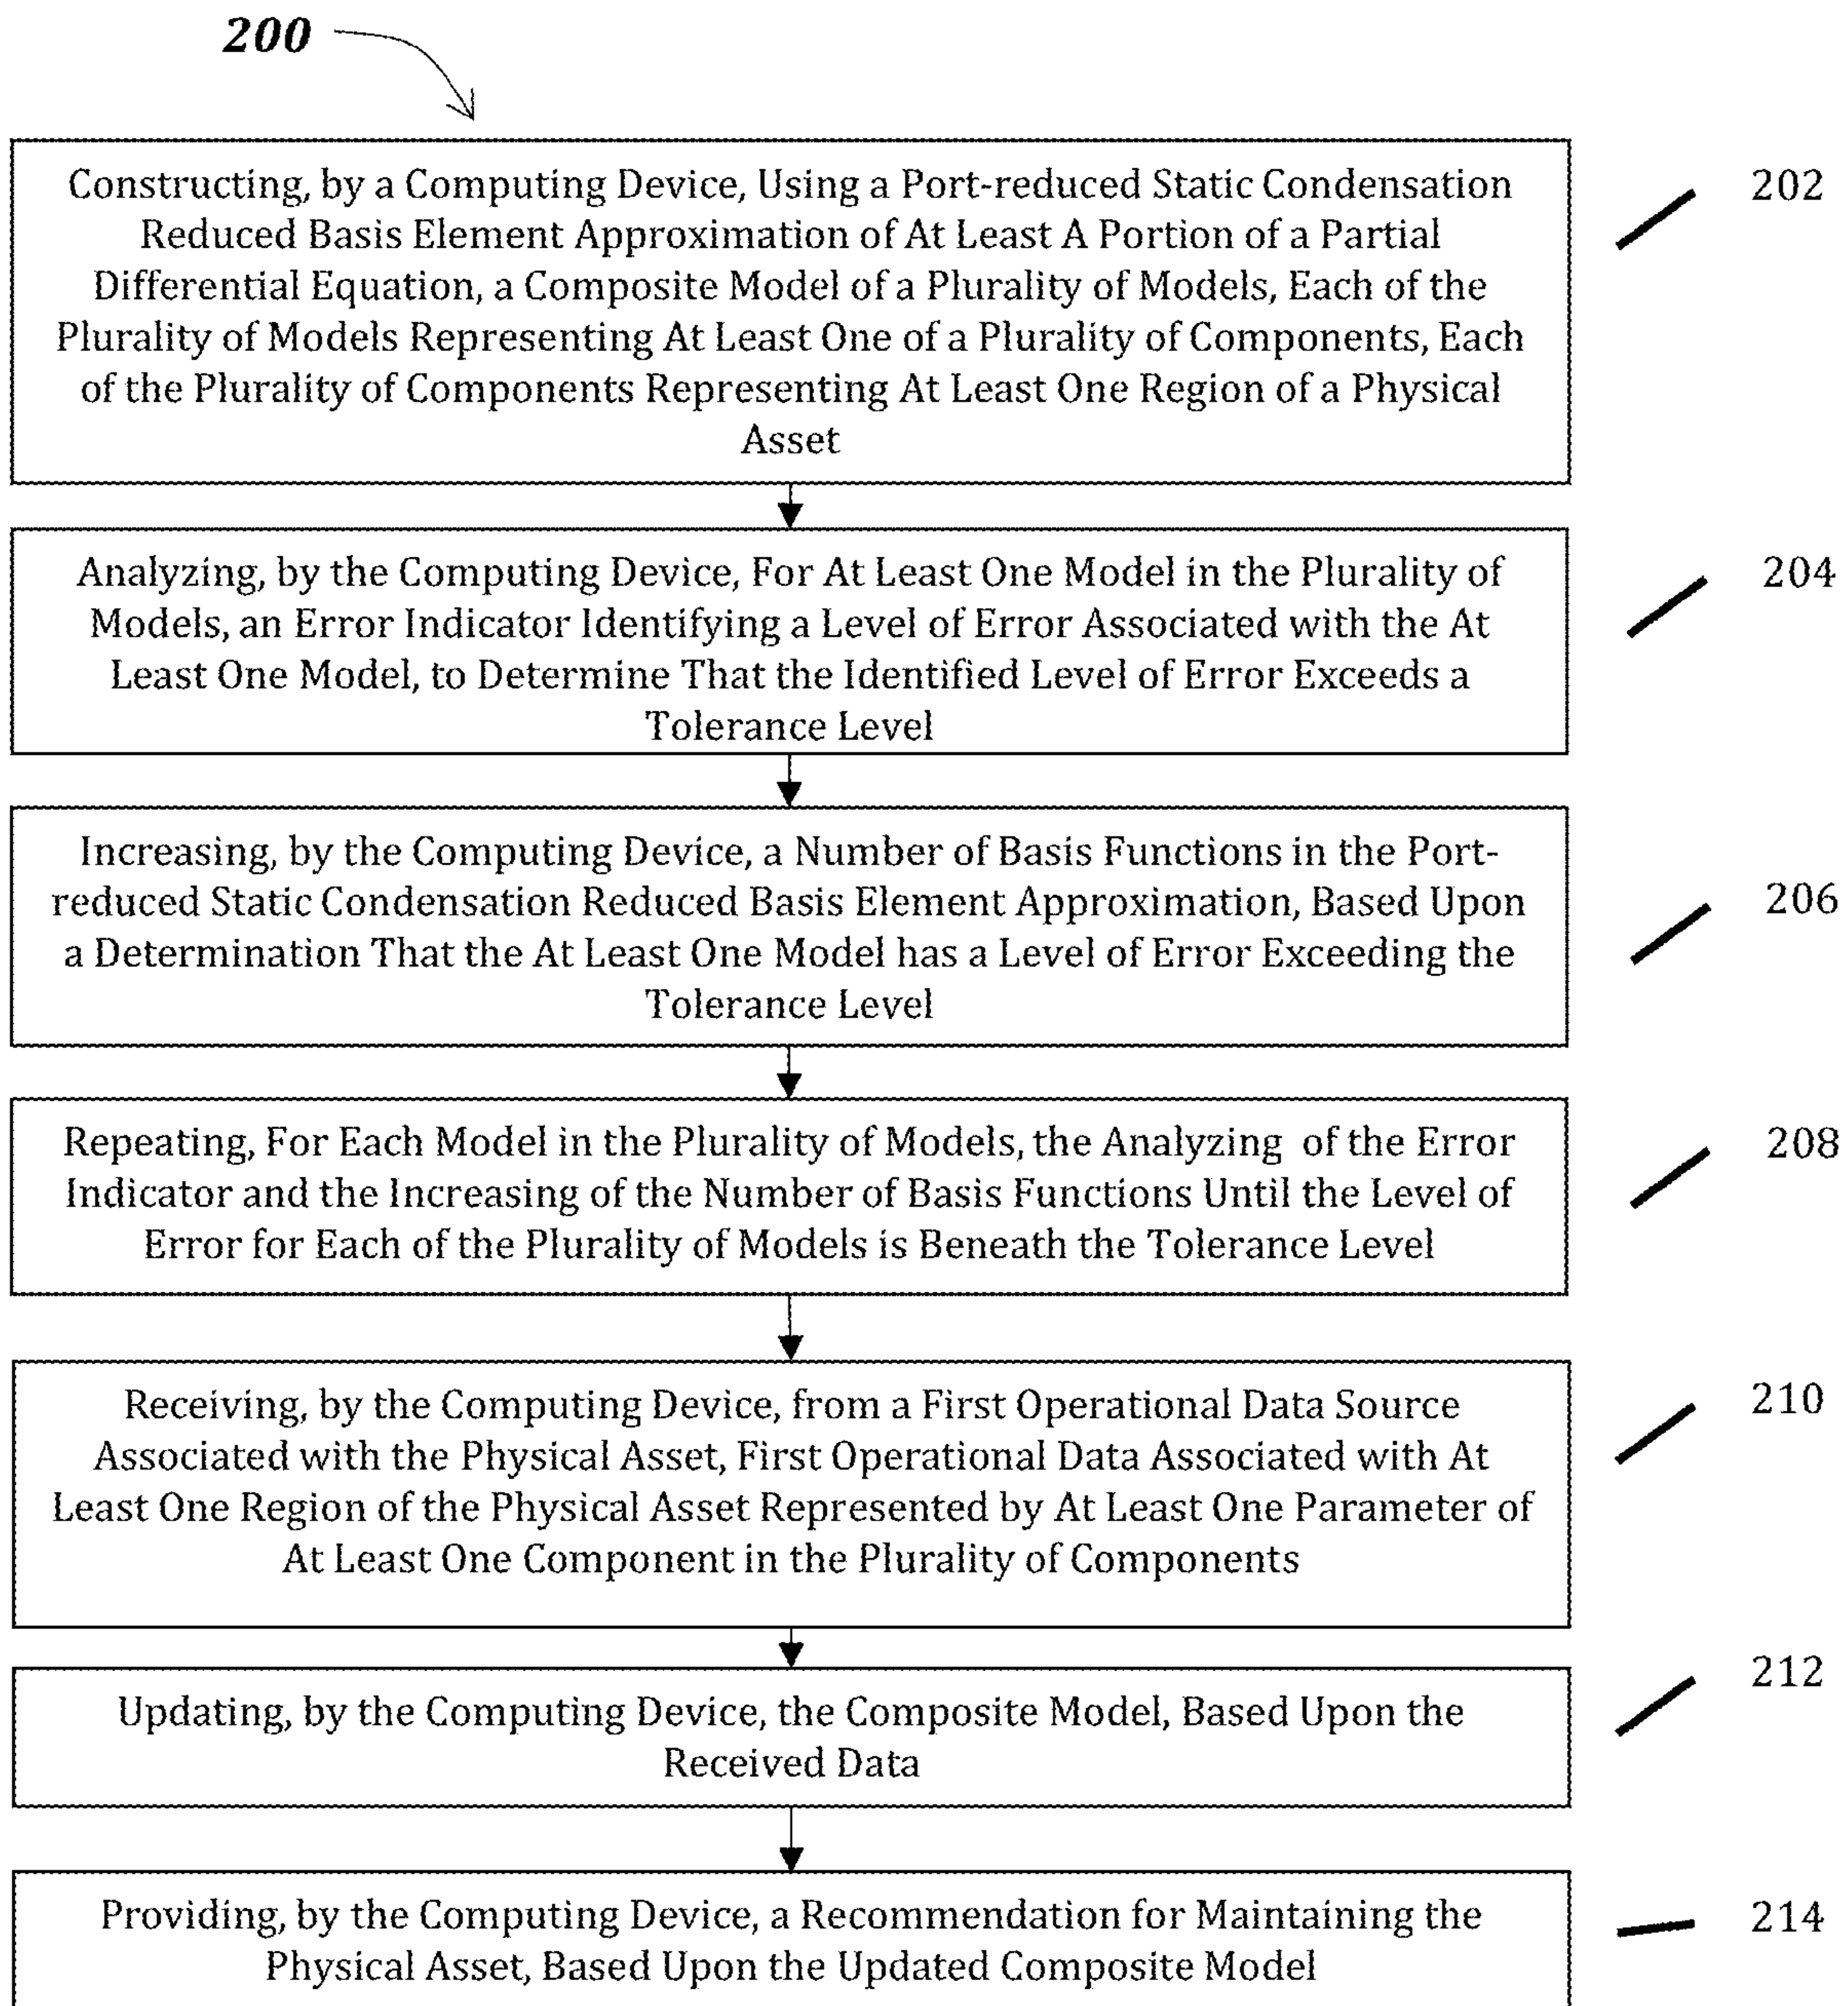 200
Constructing, by a Computing Device, Using a Port-reduced Static Condensation
Reduced Basis Element Approximation of At Least A Portion of a Partial
Differential Equation, a Composite Model of a Plurality of Models, Each of the
Plurality of Models Representing At Least One of a Plurality of Components, Each
of the Plurality of Components Representing At Least One Region of a Physical
Asset
202
Analyzing, by the Computing Device, For At Least One Model in the Plurality of
Models, an Error Indicator Identifying a Level of Error Associated with the At
Least One Model, to Determine That the Identified Level of Error Exceeds a
Tolerance Level
204
Increasing, by the Computing Device, a Number of Basis Functions in the Port-
reduced Static Condensation Reduced Basis Element Approximation, Based Upon
a Determination That the At Least One Model has a Level of Error Exceeding the
Tolerance Level
206
Repeating, For Each Model in the Plurality of Models, the Analyzing of the Error
Indicator and the Increasing of the Number of Basis Functions Until the Level of
Error for Each of the Plurality of Models is Beneath the Tolerance Level
208
Receiving, by the Computing Device, from a First Operational Data Source
Associated with the Physical Asset, First Operational Data Associated with At
Least One Region of the Physical Asset Represented by At Least One Parameter of
At Least One Component in the Plurality of Components
210
Updating, by the Computing Device, the Composite Model, Based Upon the
Received Data
212
Providing, by the Computing Device, a Recommendation for Maintaining the
Physical Asset, Based Upon the Updated Composite Model
214